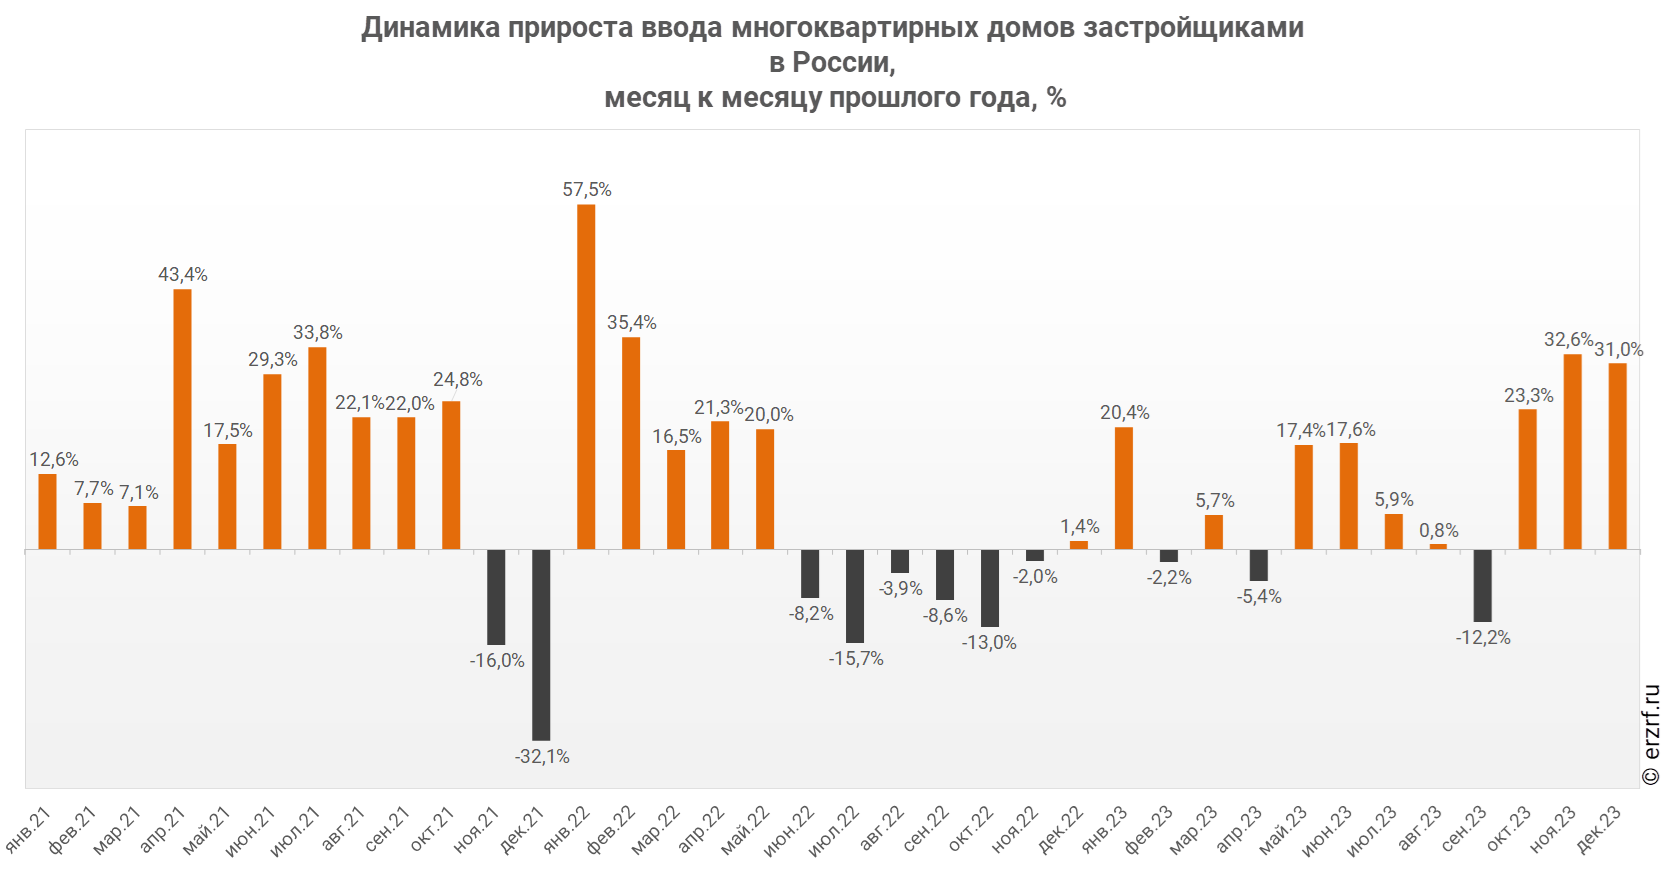 Динамика прироста ввода многоквартирных домов застройщиками
в России,
месяц к месяцу прошлого года, %
12,6%
7,7%
7,1%
43,4%
17,5%
29,3%
33,8%
22,1%
22,0%
24,8%
-16,0%
-32,1%
57,5%
35,4%
16,5%
21,3%
20,0%
-8,2%
-15,7%
-3,9%
-8,6%
-13,0%
-2,0%
1,4%
20,4%
-2,2%
5,7%
-5,4%
17,4%
17,6%
5,9%
0,8%
-12,2%
23,3%
32,6%
31,0%
янв.21
фев.21
мар.21
апр.21
май.21
июн.21
июл.21
авг.21
сен.21
окт.21
ноя.21
дек.21
янв.22
фев.22
мар.22
апр.22
май.22
июн.22
июл.22
авг.22
сен.22
окт.22
ноя.22
дек.22
янв.23
фев.23
мар.23
апр.23
май.23
июн.23
июл.23
авг.23
сен.23
окт.23
ноя.23
дек.23
© erzrf.ru